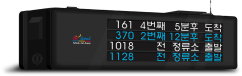 161 4번째 5분후 도착
370 2번째 12분후 도착
1018 전 정류소 출발
1128 전 정류소 출발